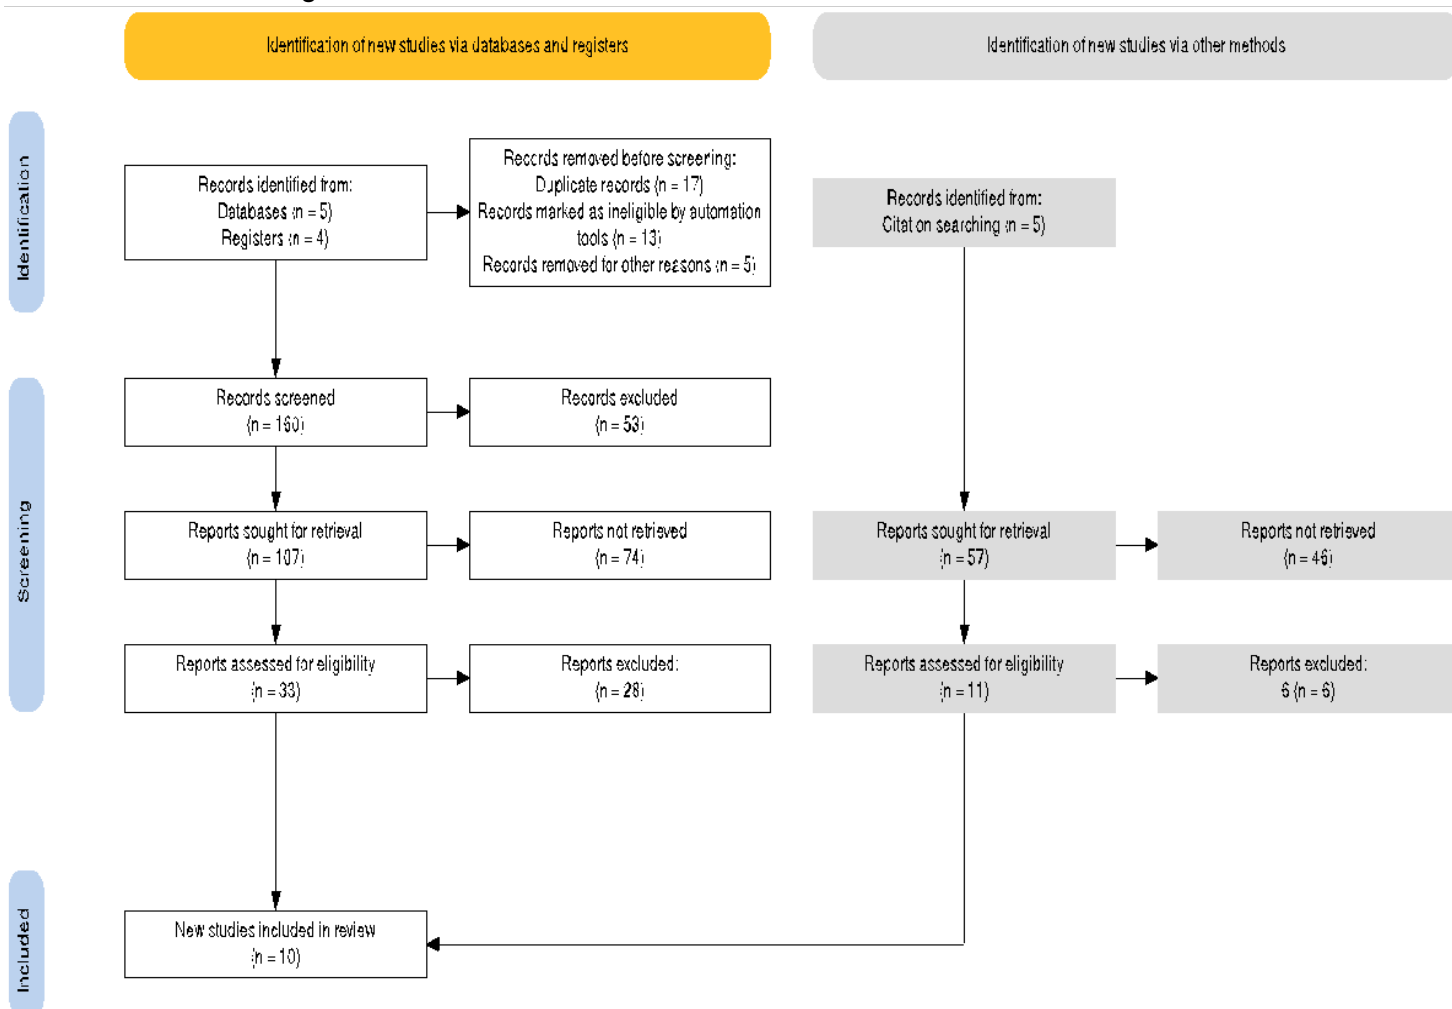 Identification of new studies via databases and registers
Identification of new studies via other methods
Identification
Records identified from:
Databases (n = 5)
Registers (n = 4)
Records removed before screening:
Duplicate records (n = 17)
Records marked as ineligible by automation
tools (n = 13)
Records removed for other reasons (n = 5)
Records identified from:
Citation searching (n = 5)
Screening
Records screened
(n = 160)
Records excluded
(n = 53)
Reports sought for retrieval
(n = 107)
Reports not retrieved
(n = 74)
Reports sought for retrieval
(n = 57)
Reports not retrieved
(n = 46)
Reports assessed for eligibility
(n = 33)
Reports excluded:
(n = 28)
Reports assessed for eligibility
(n = 11)
Reports excluded:
6 (n = 6)
Included
New studies included in review
(n = 10)